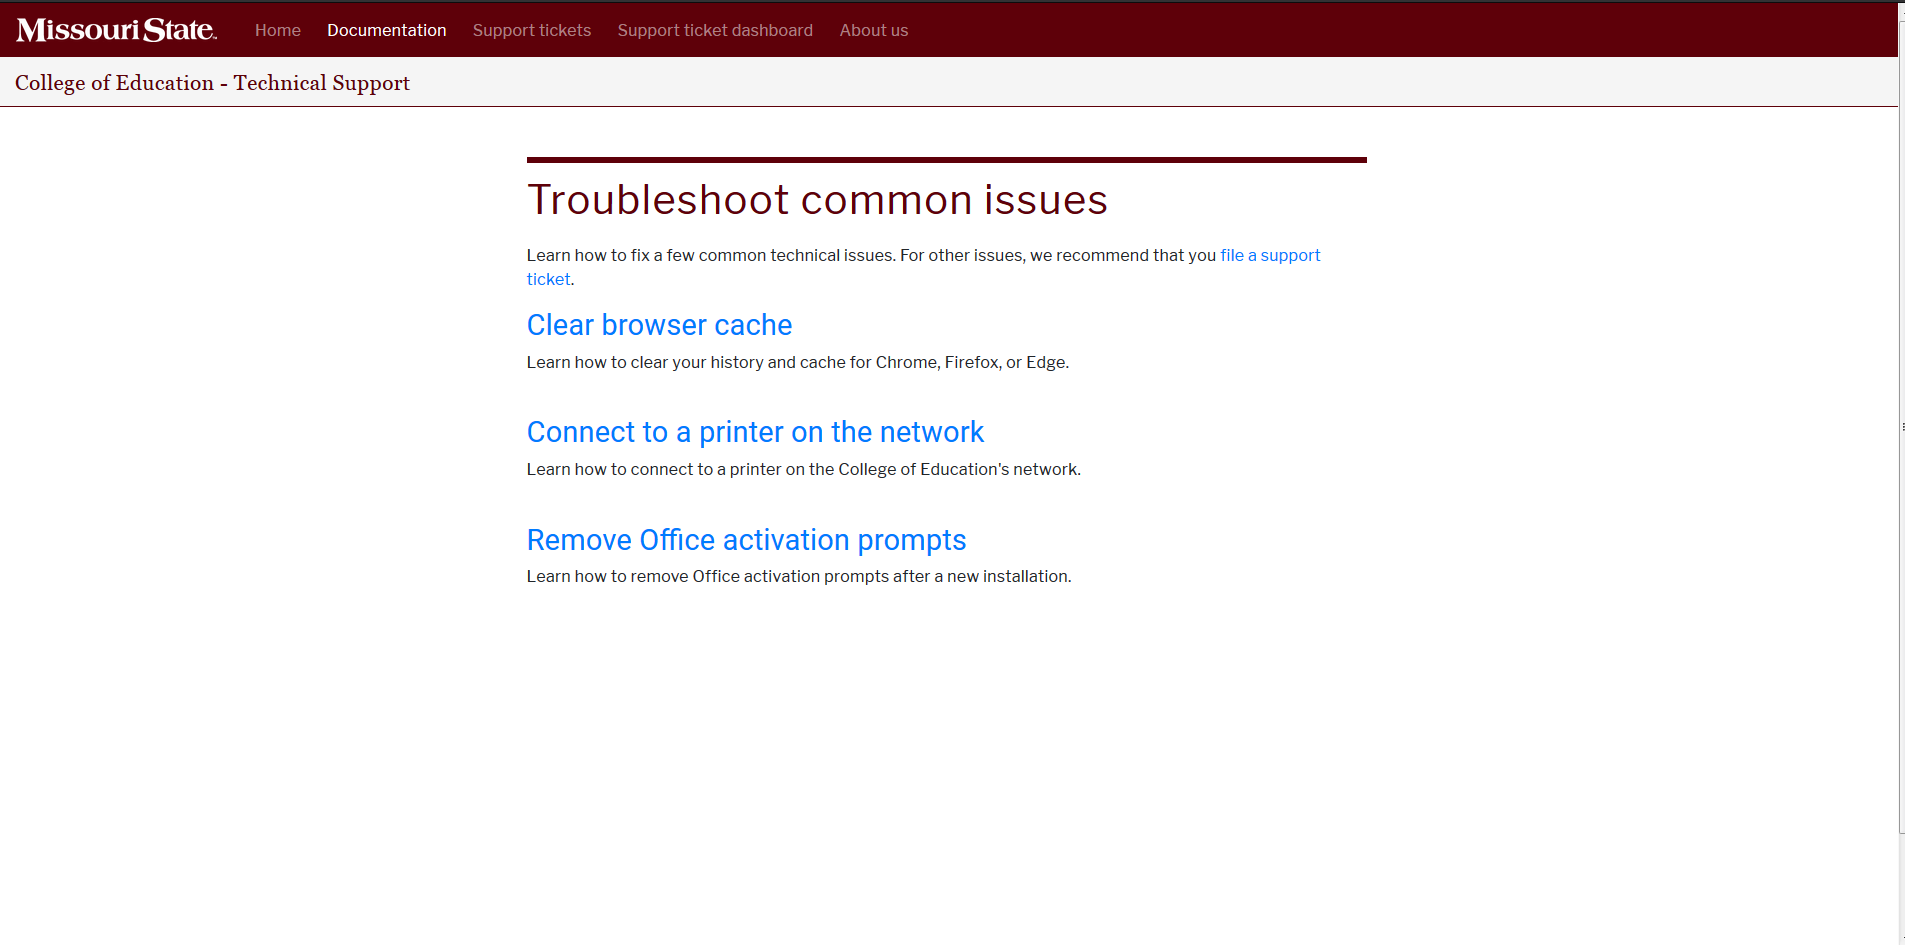 Missouri State™ Home Documentation Support tickets Support ticket dashboard About us
College of Education - Technical Support
Troubleshoot common issues
Learn how to fix a few common technical issues. For other issues, we recommend that you file a support
ticket.
Clear browser cache
Learn how to clear your history and cache for Chrome, Firefox, or Edge.
Connect to a printer on the network
Learn how to connect to a printer on the College of Education's network.
Remove Office activation prompts
Learn how to remove Office activation prompts after a new installation.